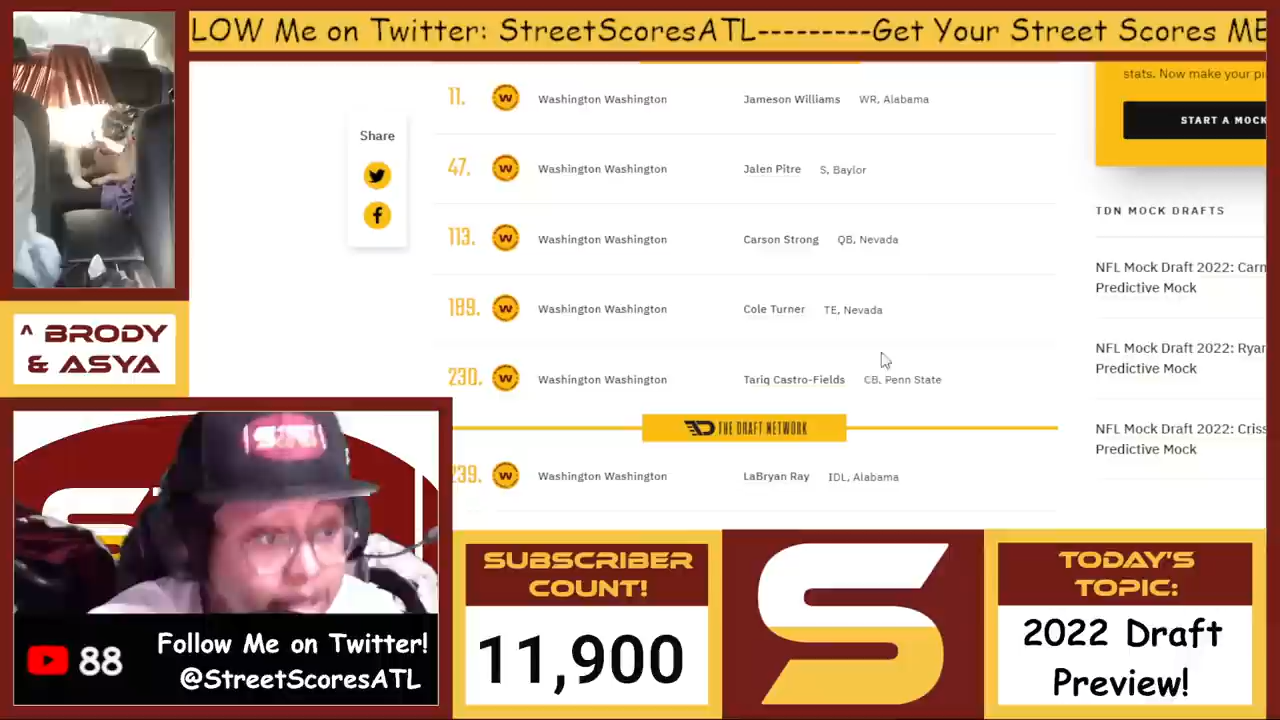 LOW Me on Twitter: StreetScoresATL---------Get Your Street Scores ME
stats. Now make your pi
START A MOCK
Share
11. W Washington Washington Jameson Williams WR, Alabama
47. W Washington Washington Jalen Pitre S, Baylor
113. W Washington Washington Carson Strong QB, Nevada
189. W Washington Washington Cole Turner TE, Nevada
230. W Washington Washington Tariq Castro-Fields CB, Penn State
THE DRAFT NETWORK
239. W Washington Washington LaBryan Ray IDL, Alabama
TDN MOCK DRAFTS
NFL Mock Draft 2022: Carn
Predictive Mock
NFL Mock Draft 2022: Ryan
Predictive Mock
NFL Mock Draft 2022: Criss
Predictive Mock
^ BRODY
& ASYA
88
Follow Me on Twitter!
@StreetScoresATL
SUBSCRIBER
COUNT!
11,900
S
TODAY'S
TOPIC:
2022 Draft
Preview!